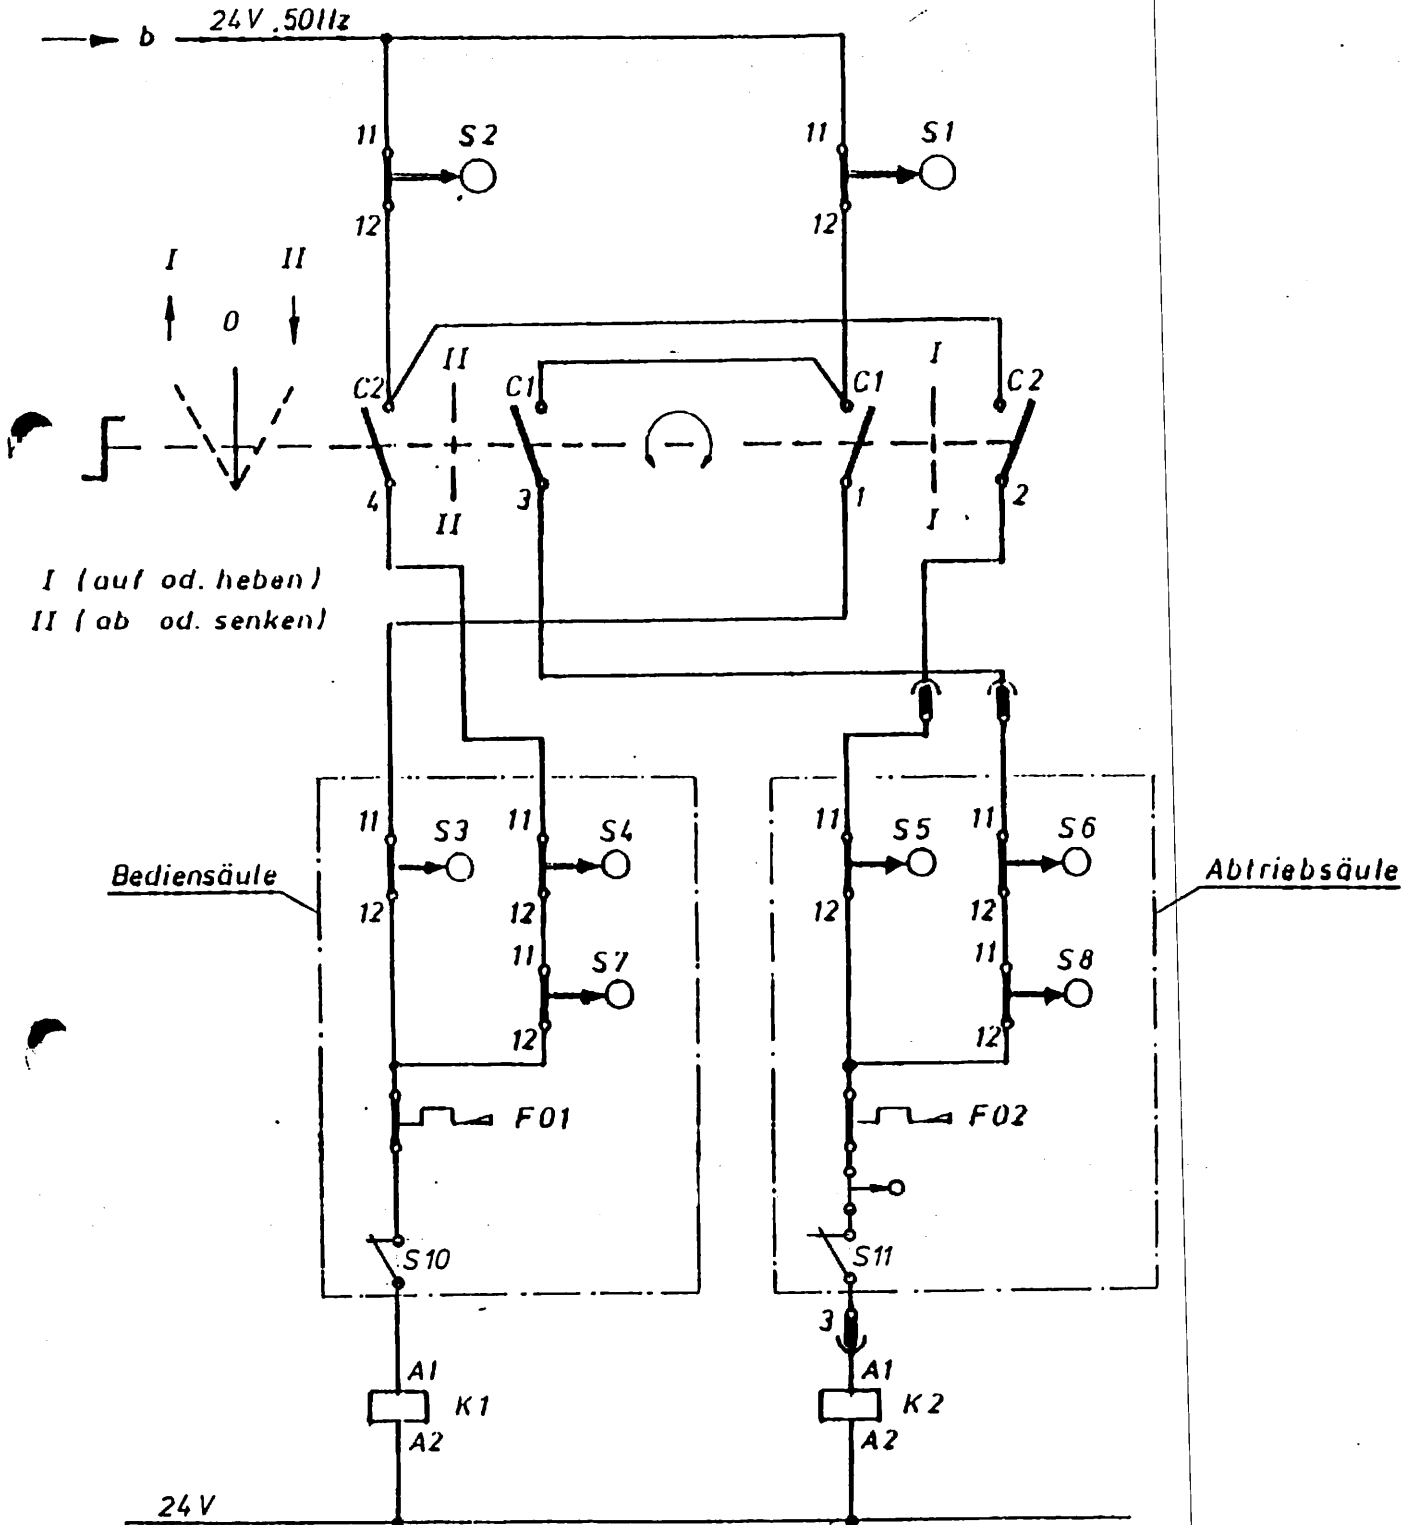 b 24V .50Hz
11 S2 11 S1
12 12
I II
0
II I
C2 C1 C1 C2
4 3 1 2
II I
I (auf od. heben)
II (ab od. senken)
11 S3 11 S4 11 S5 11 S6
Bediensäule Abtriebsäule
12 12 12 12
11 S7 11 S8
12 12
F01 F02
S10 S11
3
A1 A1
K1 K2
A2 A2
24V